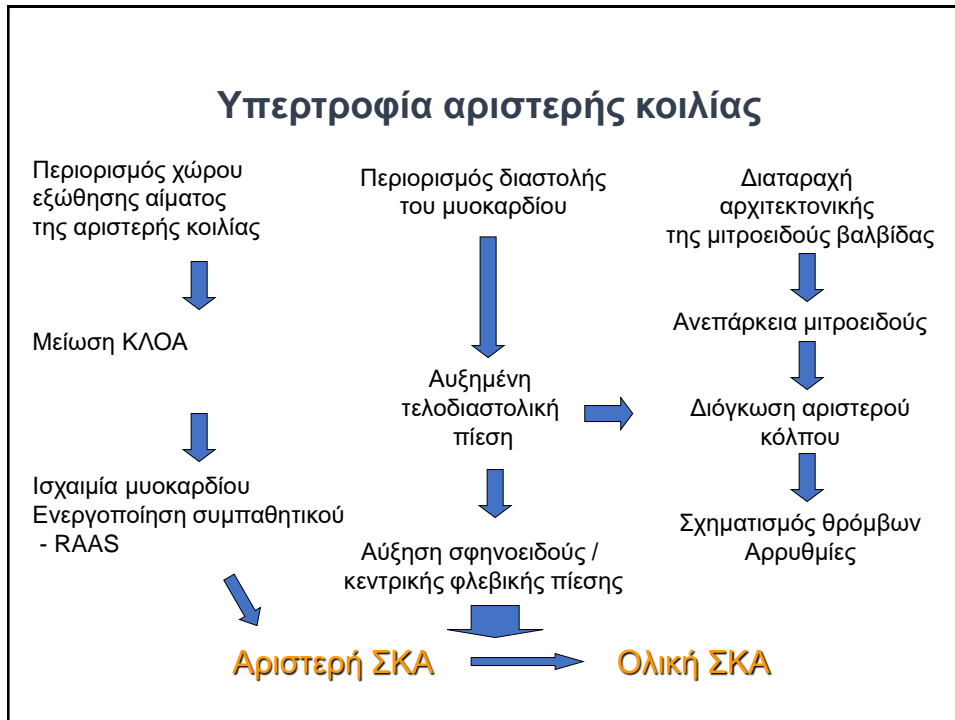 Υπερτροφία αριστερής κοιλίας
Περιορισμός χώρου
εξώθησης αίματος
της αριστερής κοιλίας
Μείωση ΚΛΟΑ
Ισχαιμία μυοκαρδίου
Ενεργοποίηση συμπαθητικού
- RAAS
Περιορισμός διαστολής
του μυοκαρδίου
Αυξημένη
τελοδιαστολική
πίεση
Αύξηση σφηνοειδούς /
κεντρικής φλεβικής πίεσης
Διαταραχή
αρχιτεκτονικής
της μιτροειδούς βαλβίδας
Ανεπάρκεια μιτροειδούς
Διόγκωση αριστερού
κόλπου
Σχηματισμός θρόμβων
Αρρυθμίες
Αριστερή ΣΚΑ
Ολική ΣΚΑ